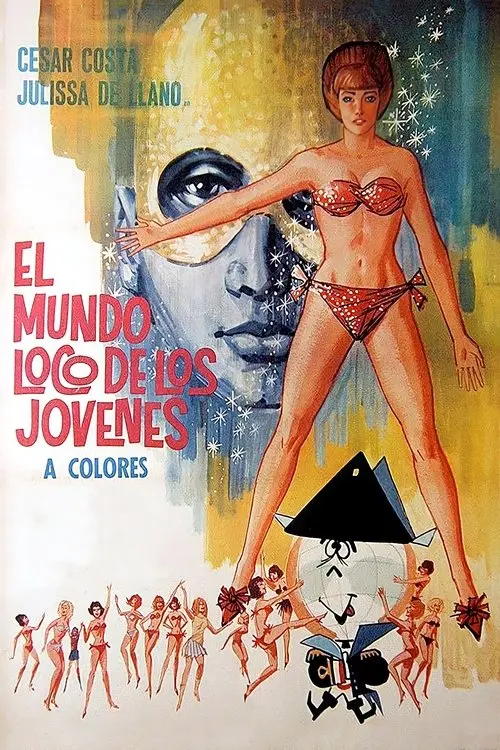 CESAR COSTA
JULISSA DE LLANO
EL
MUNDO
LOCO DE LOS
JOVENES
A COLORES